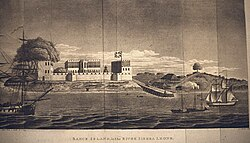 BANCE ISLAND, in the RIVER SIERRA LEONE.